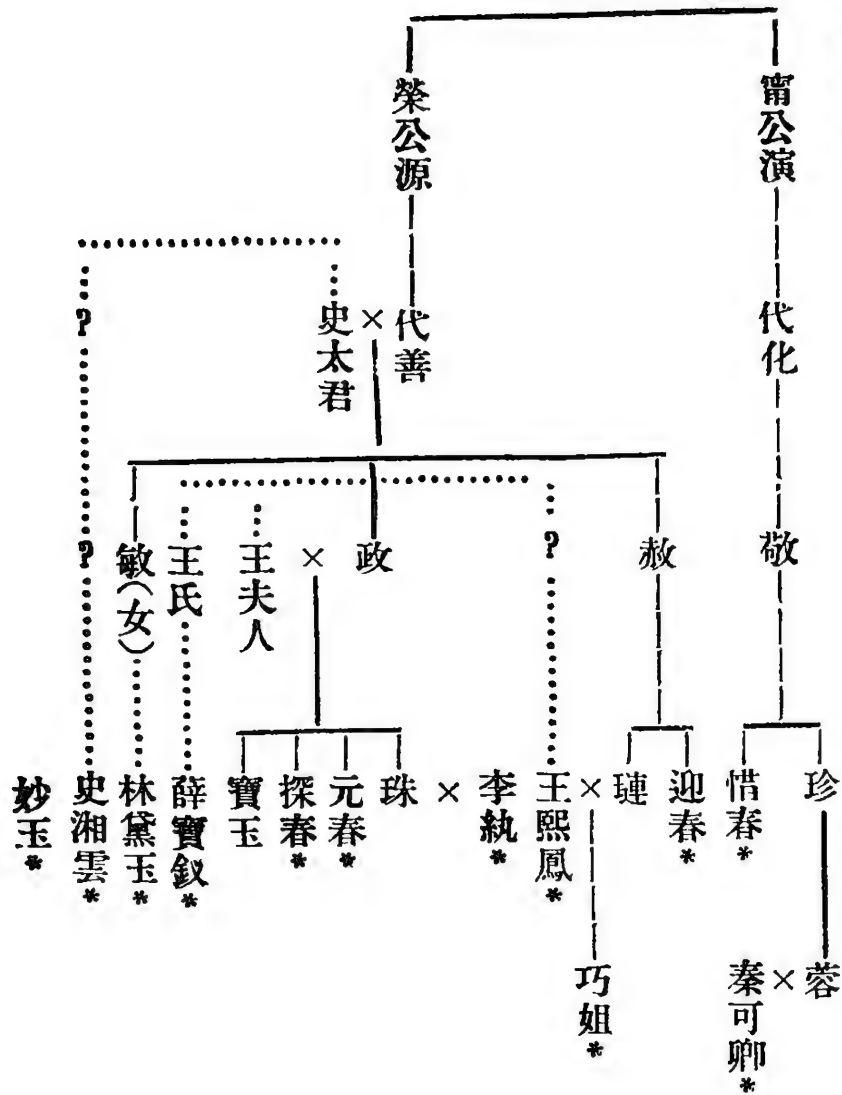 甯公演
榮公源
代化
代善
×
史太君
?
敬
赦
政
×
王夫人
王氏
敏(女)
?
?
珍
惜春*
迎春*
璉
×
王熙鳳*
李紈*
×
珠
元春*
探春*
寶玉
薛寶釵*
林黛玉*
史湘雲*
妙玉*
蓉
×
秦可卿*
巧姐*